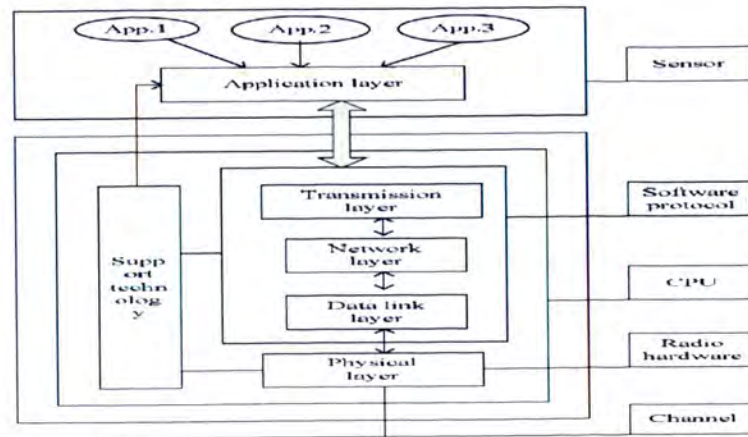 App.1
App.2
App.3
Application layer
Sensor
Transmission
layer
Software
protocol
Network
layer
Supp
ort
techn
olog
y
CPU
Data link
layer
Radio
hardware
Physical
layer
Channel